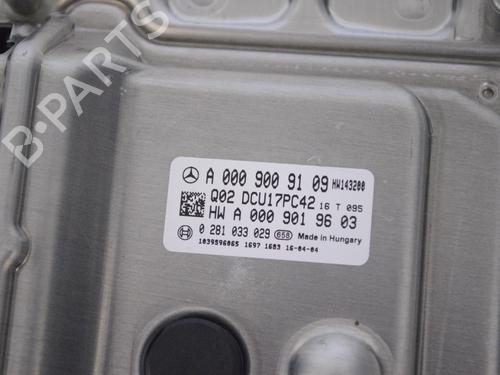 B-PARTS
A 000 900 91 09 HW143200
Q02 DCU17PC42 16 T 095
HW A 000 901 96 03
0 281 033 029 658 Made in Hungary
1039S96065 1697 1683 16-04-04